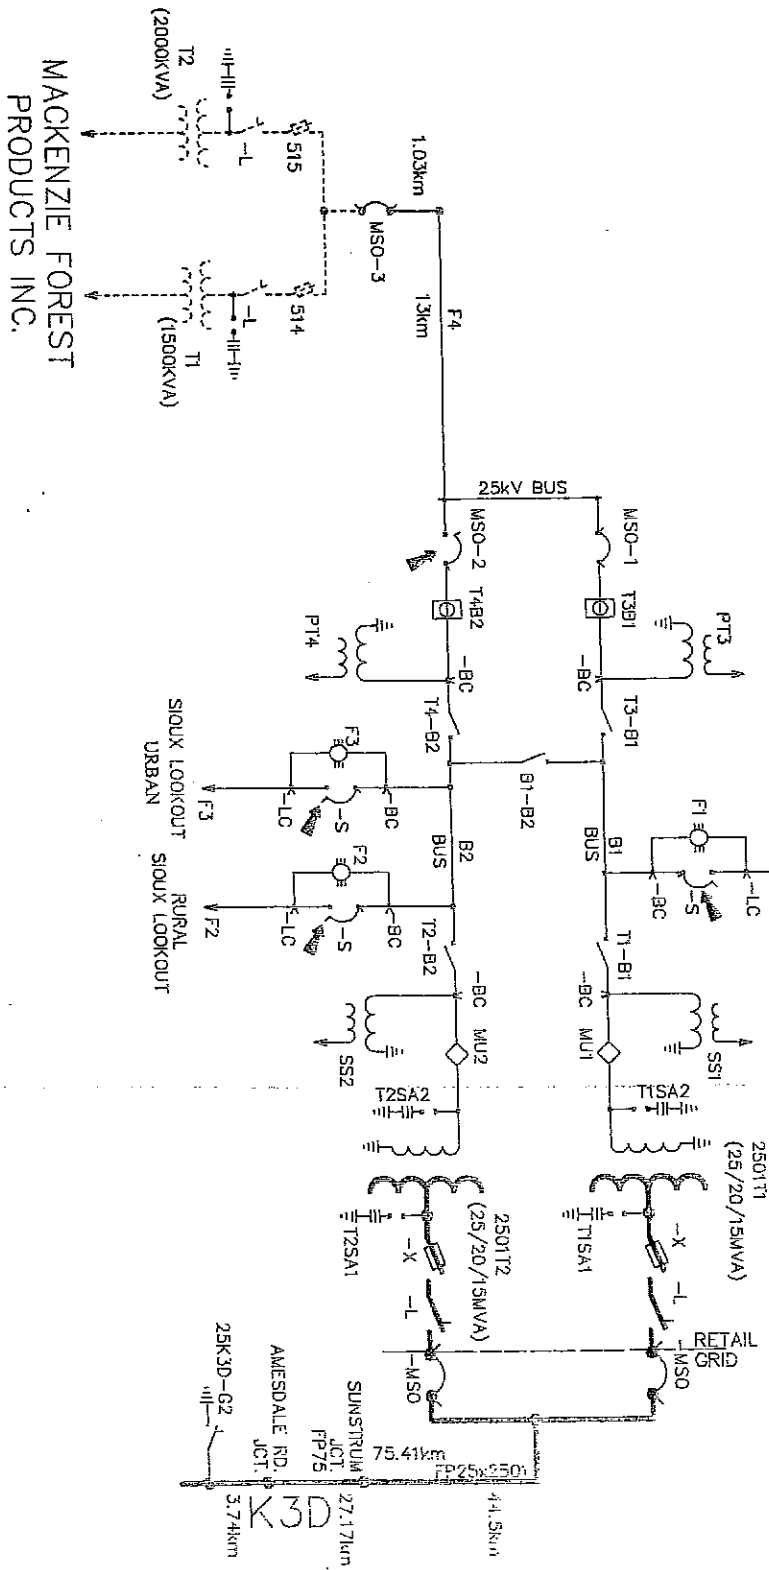 MACKENZIE FOREST
PRODUCTS INC.
T2
(2000KVA)
-L
515
1.03km
MSO-3
T1
(1500KVA)
-L
514
F4
13km
25kV BUS
MSO-2
MSO-1
T4B2
T3B1
PT4
PT3
-BC
-BC
T4-B2
T3-B1
B1-B2
SIOUX LOOKOUT
URBAN
F3
F3
-LC
-S
-BC
B2
BUS
B1
BUS
F1
-BC
-S
-LC
RURAL
SIOUX LOOKOUT
F2
F2
-LC
-S
-BC
T2-B2
T1-B1
-BC
-BC
SS2
SS1
MU2
MU1
T2SA2
T1SA2
2501T1
(25/20/15MVA)
2501T2
(25/20/15MVA)
T2SA1
T1SA1
-X
-X
-L
-L
RETAIL
GRID
-MSO
-MSO
25K3D-G2
AMESDALE RD.
JCT.
SUNSTRUM
JCT.
FP75
75.41km
FP25x2501
3.74km
K3D
27.17km
44.5km